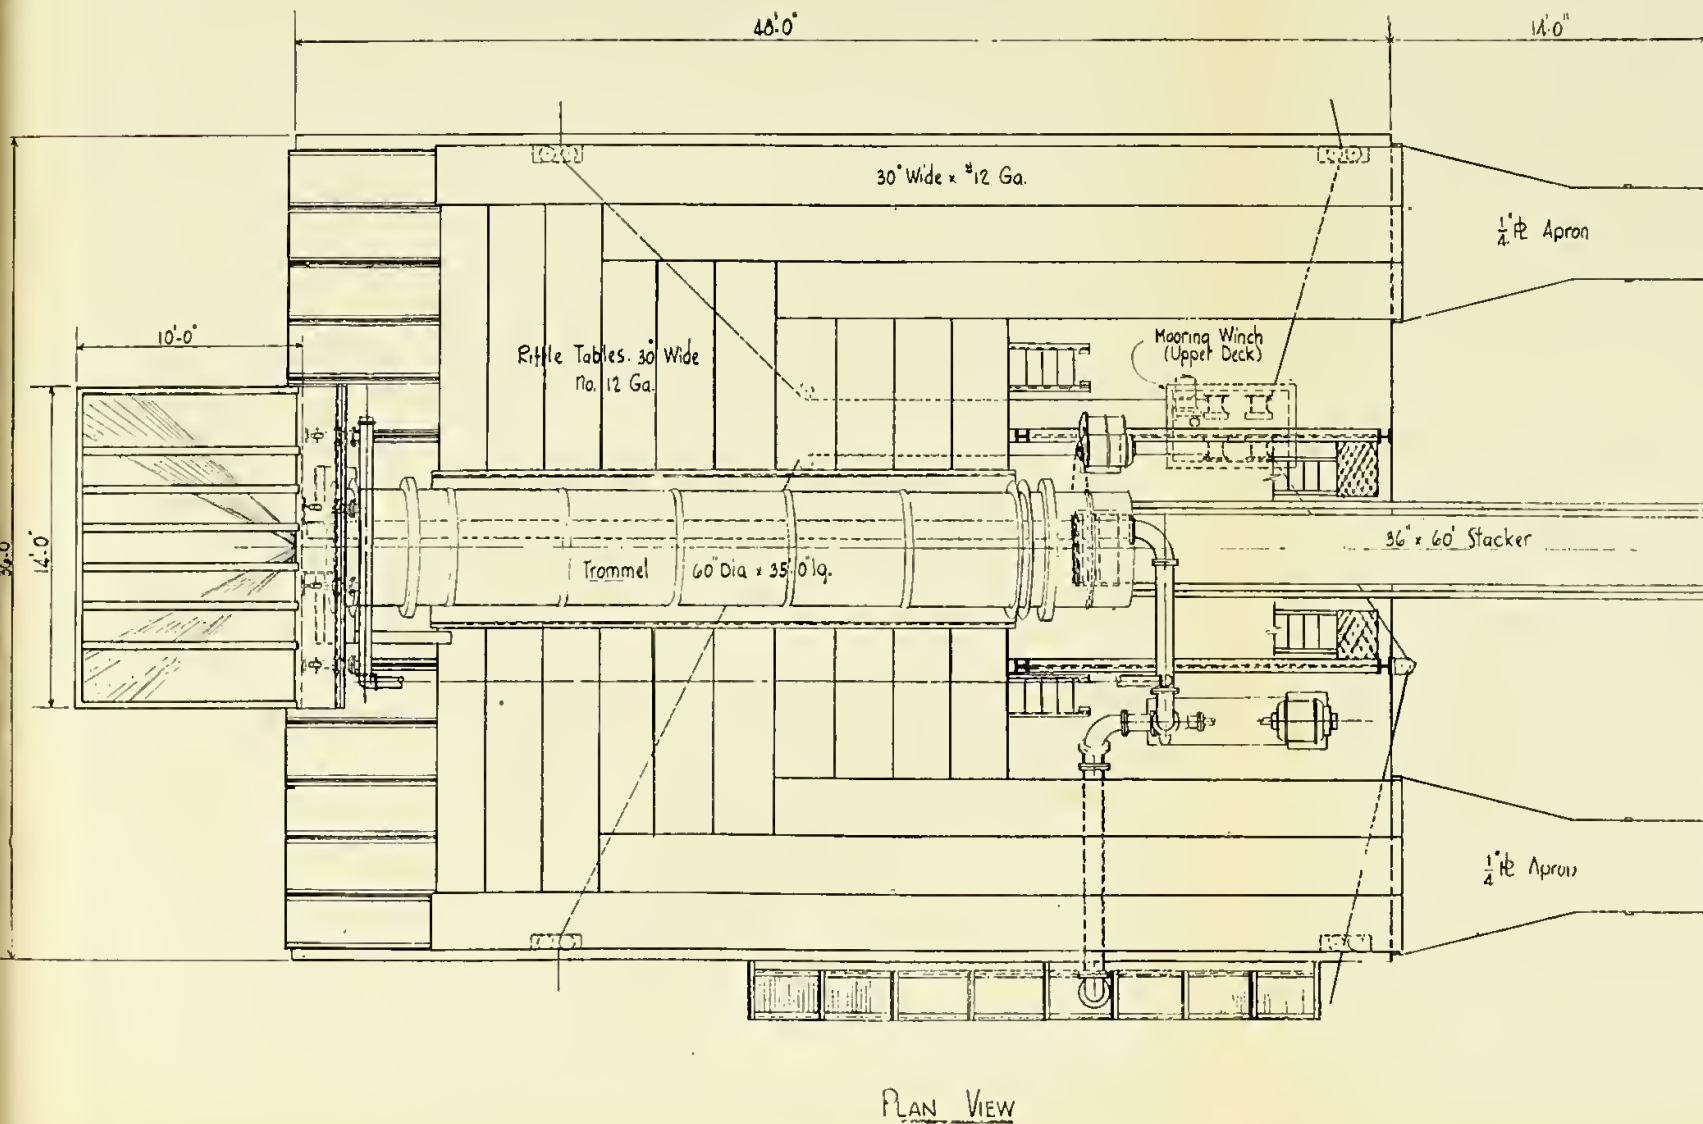 48'-0"
14'-0"
30" Wide x #12 Ga.
1/4" PL Apron
10'-0"
Mooring Winch
(Upper Deck)
Riffle Tables. 30" Wide
No. 12 Ga.
36'-0"
14'-0"
36" x 60' Stacker
Trommel 60" Dia x 35'-0" lg.
1/4" PL Apron
PLAN VIEW